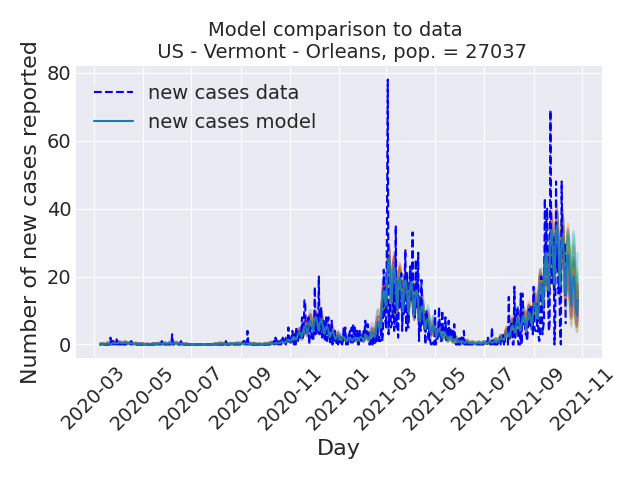 Model comparison to data
US - Vermont - Orleans, pop. = 27037
Number of new cases reported
80
60
40
20
0
new cases data
new cases model
2020-03
2020-05
2020-07
2020-09
2020-11
2021-01
2021-03
2021-05
2021-07
2021-09
2021-11
Day